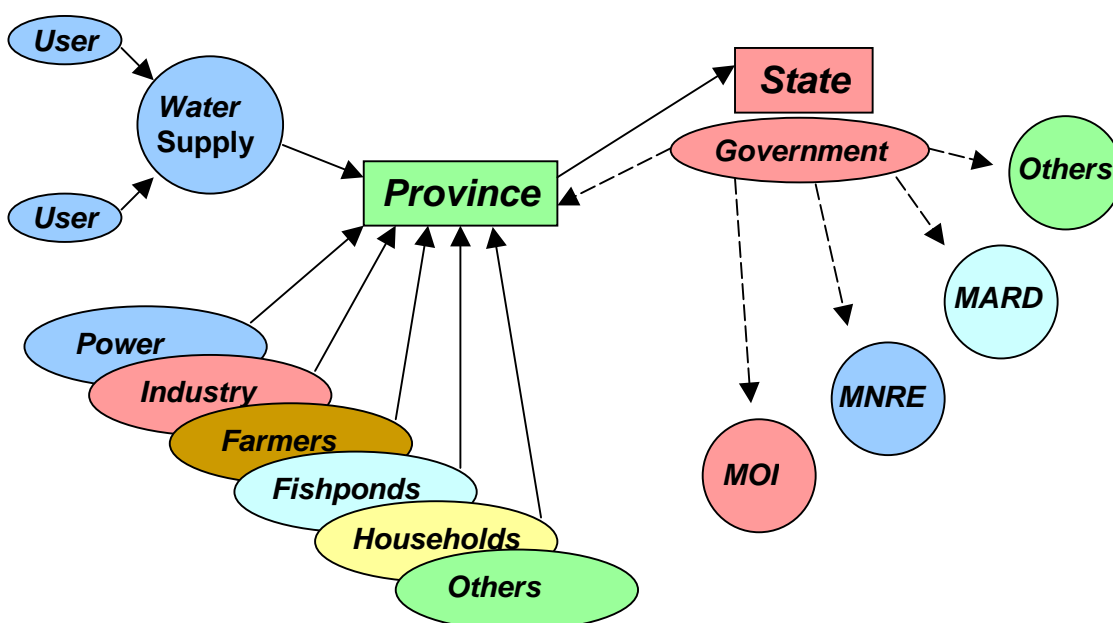 User
Water
Supply
User
Province
State
Government
Others
MARD
MNRE
MOI
Power
Industry
Farmers
Fishponds
Households
Others